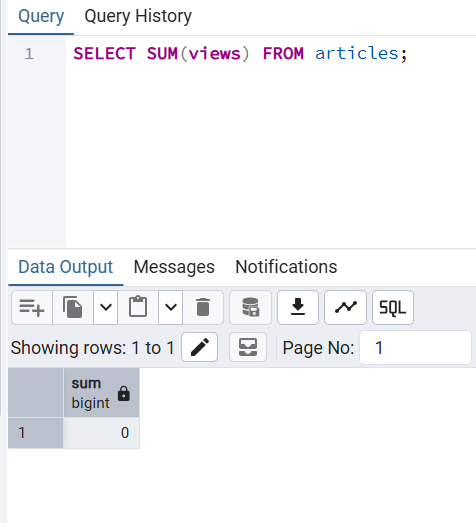 Query Query History
1 SELECT SUM(views) FROM articles;
Data Output Messages Notifications
SQL
Showing rows: 1 to 1 Page No: 1
sum
bigint
1 0